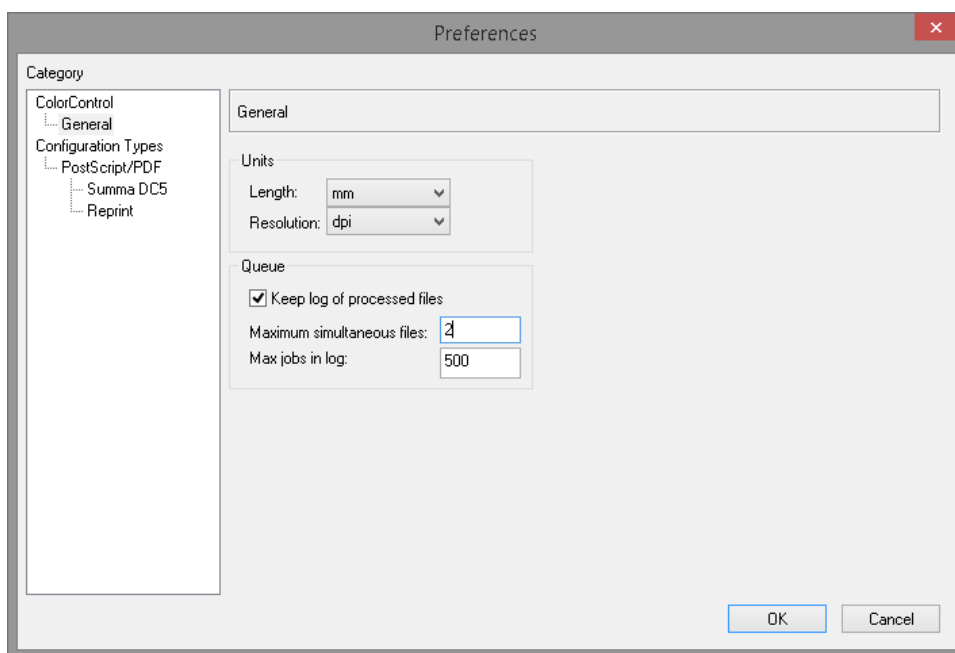 Preferences
Category
ColorControl
General
Configuration Types
PostScript/PDF
Summa DC5
Reprint
General
Units
Length: mm
Resolution: dpi
Queue
Keep log of processed files
Maximum simultaneous files: 2
Max jobs in log: 500
OK Cancel